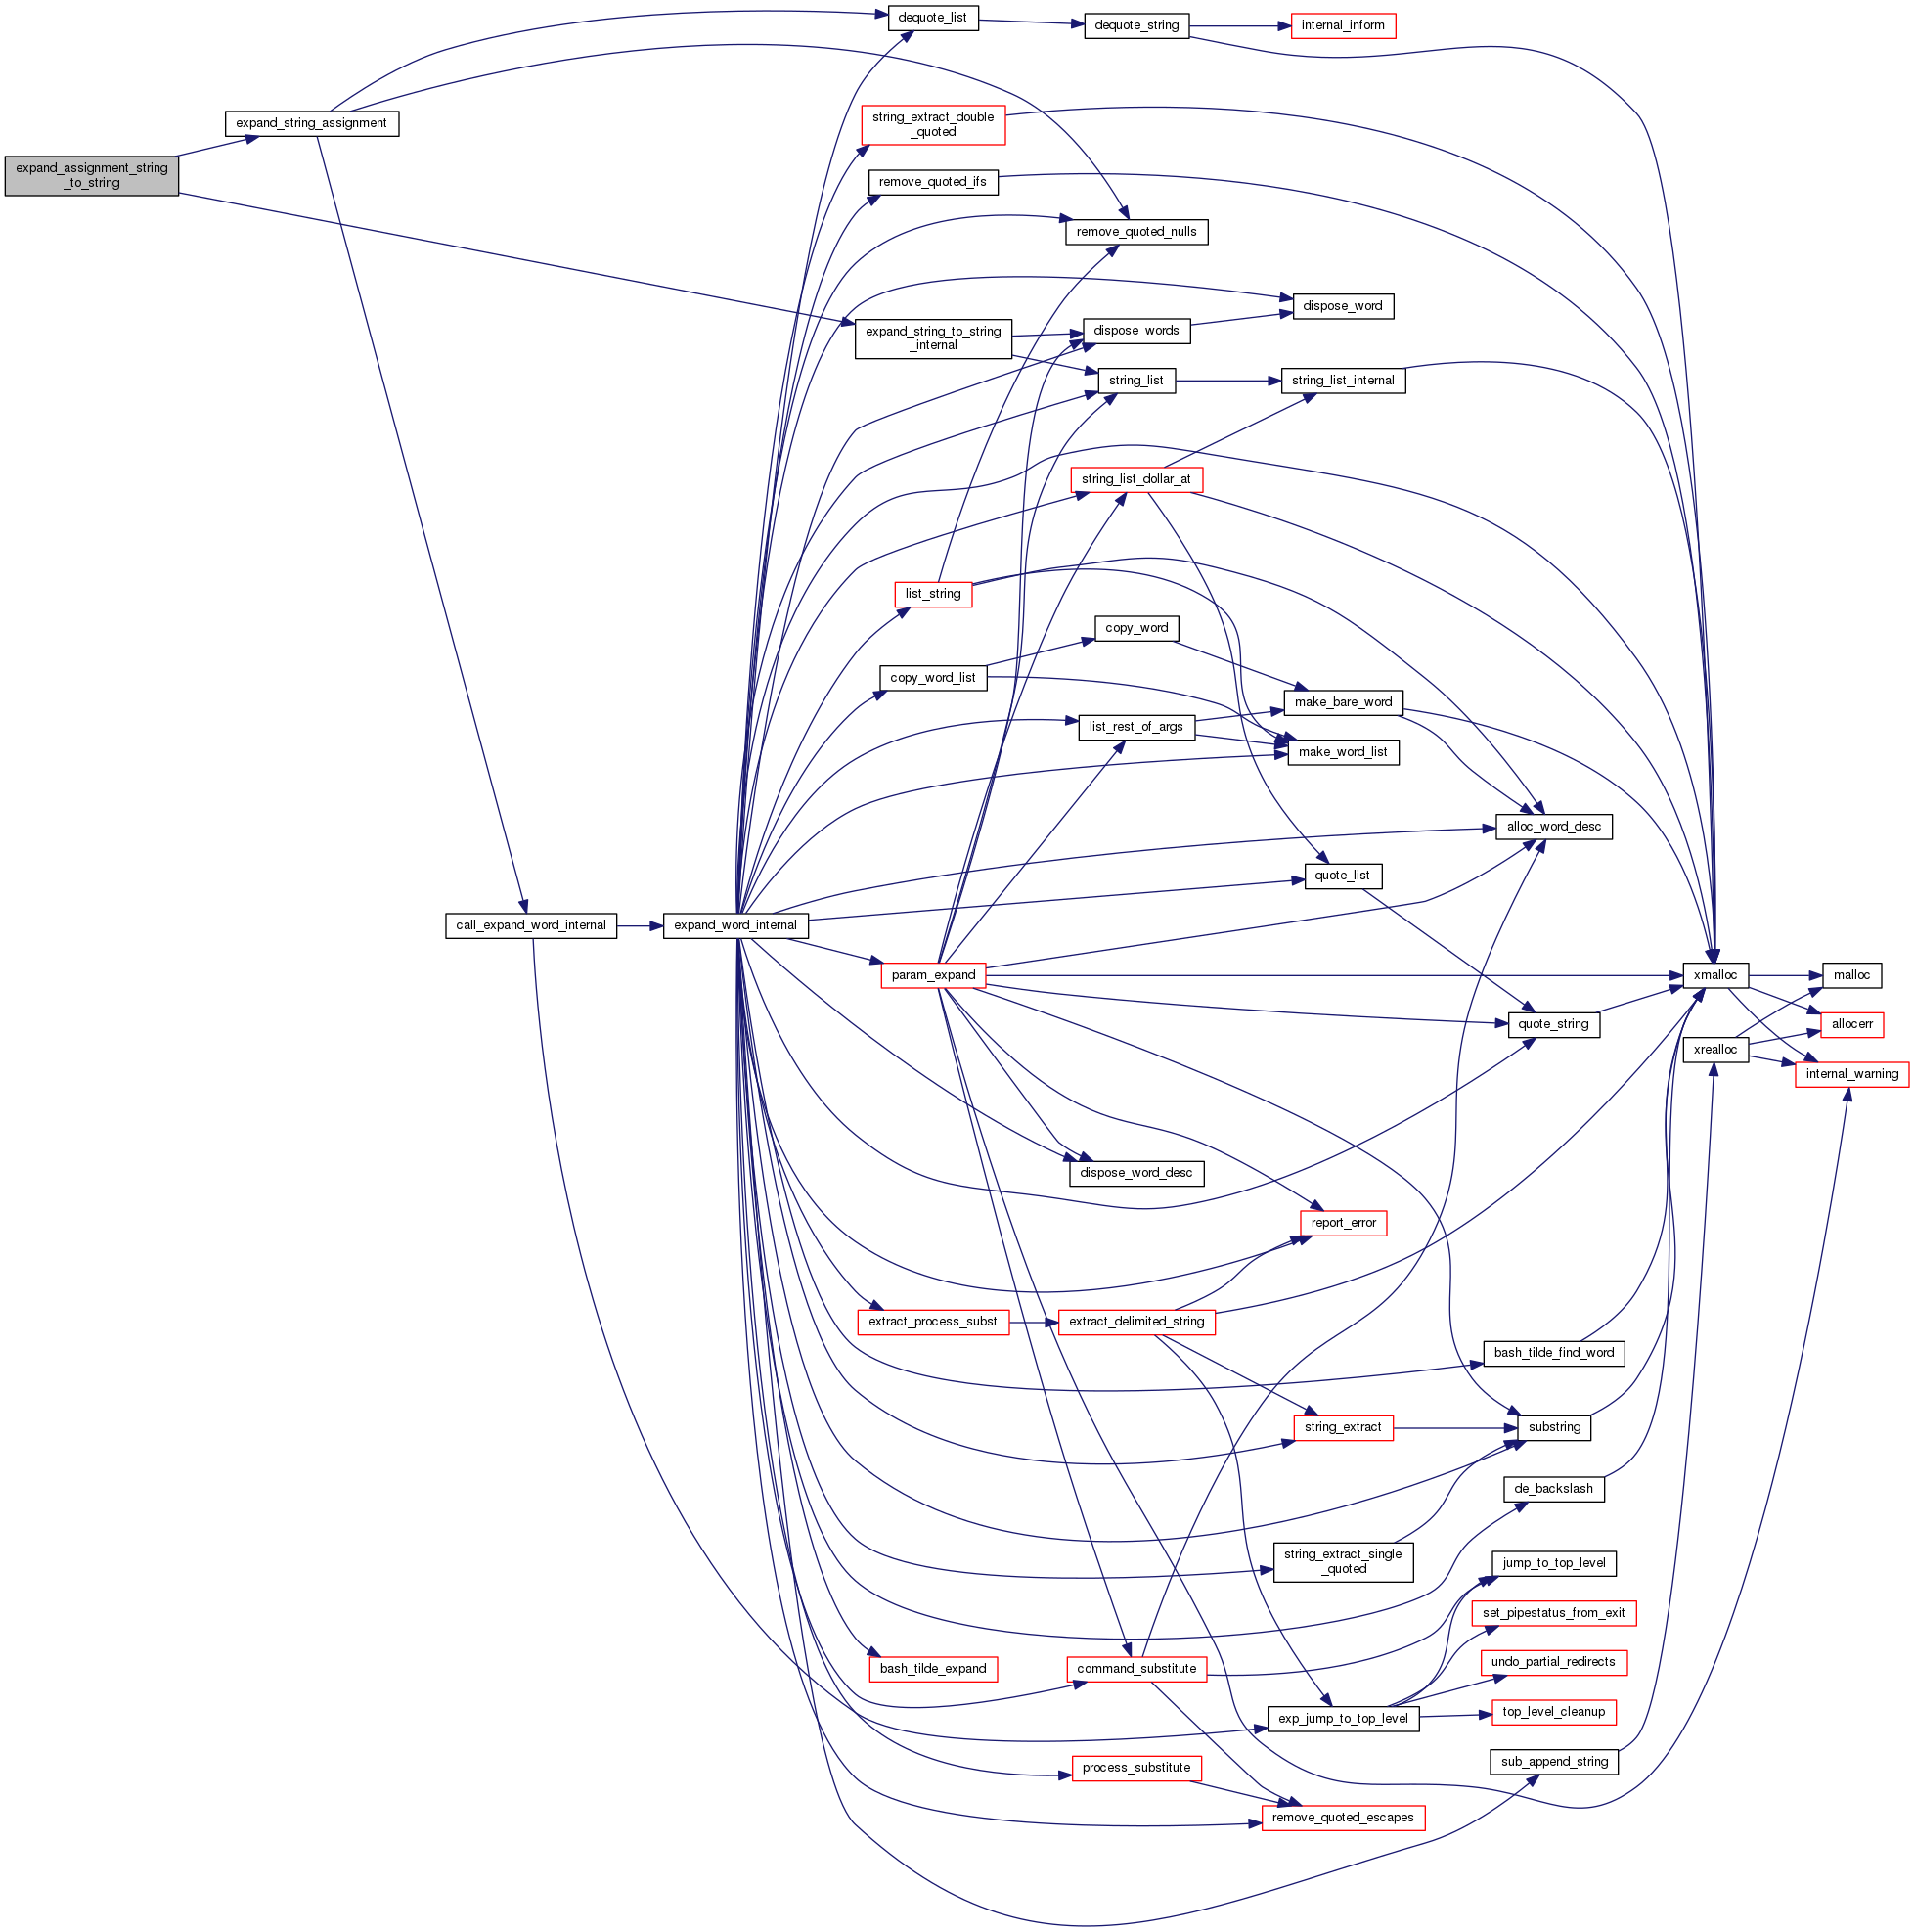 dequote_list
dequote_string
internal_inform
expand_string_assignment
string_extract_double
_quoted
expand_assignment_string
_to_string
remove_quoted_ifs
remove_quoted_nulls
dispose_word
expand_string_to_string
_internal
dispose_words
string_list
string_list_internal
string_list_dollar_at
list_string
copy_word
copy_word_list
make_bare_word
list_rest_of_args
make_word_list
alloc_word_desc
quote_list
call_expand_word_internal
expand_word_internal
param_expand
xmalloc
malloc
quote_string
allocerr
xrealloc
internal_warning
dispose_word_desc
report_error
extract_process_subst
extract_delimited_string
bash_tilde_find_word
string_extract
substring
de_backslash
string_extract_single
_quoted
jump_to_top_level
set_pipestatus_from_exit
bash_tilde_expand
command_substitute
undo_partial_redirects
exp_jump_to_top_level
top_level_cleanup
sub_append_string
process_substitute
remove_quoted_escapes